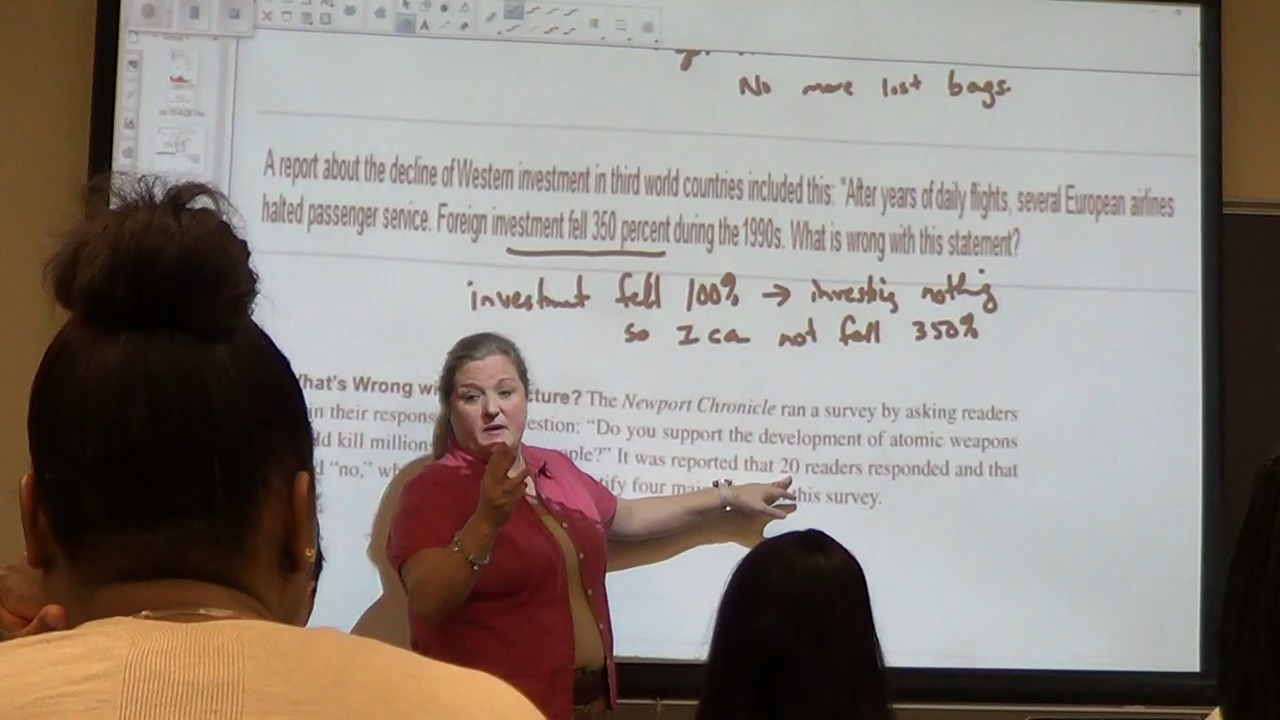 No more lost bags
A report about the decline of Western investment in third world countries included this: "After years of daily flights, several European airlines
halted passenger service. Foreign investment fell 350 percent during the 1990s. What is wrong with this statement?
investment fell 100% → investing nothing
so I can not fall 350%
hat's Wrong wi cture? The Newport Chronicle ran a survey by asking readers
in their respons estion; "Do you support the development of atomic weapons
ld kill million ple?" It was reported that 20 readers responded and that
"no," wh tify four mai his survey.